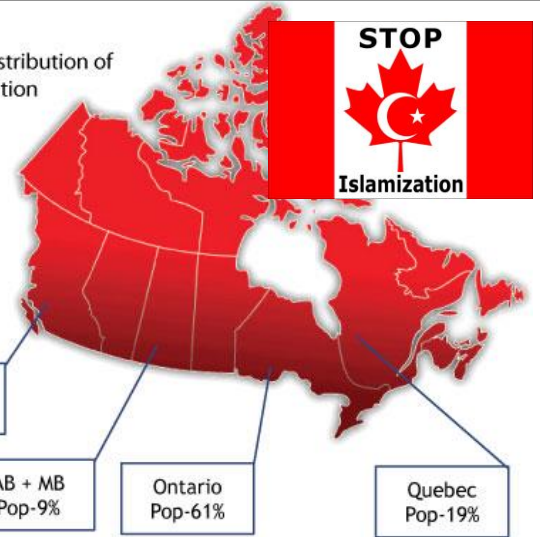 stribution of
tion
STOP
Islamization
AB + MB
Pop-9%
Ontario
Pop-61%
Quebec
Pop-19%